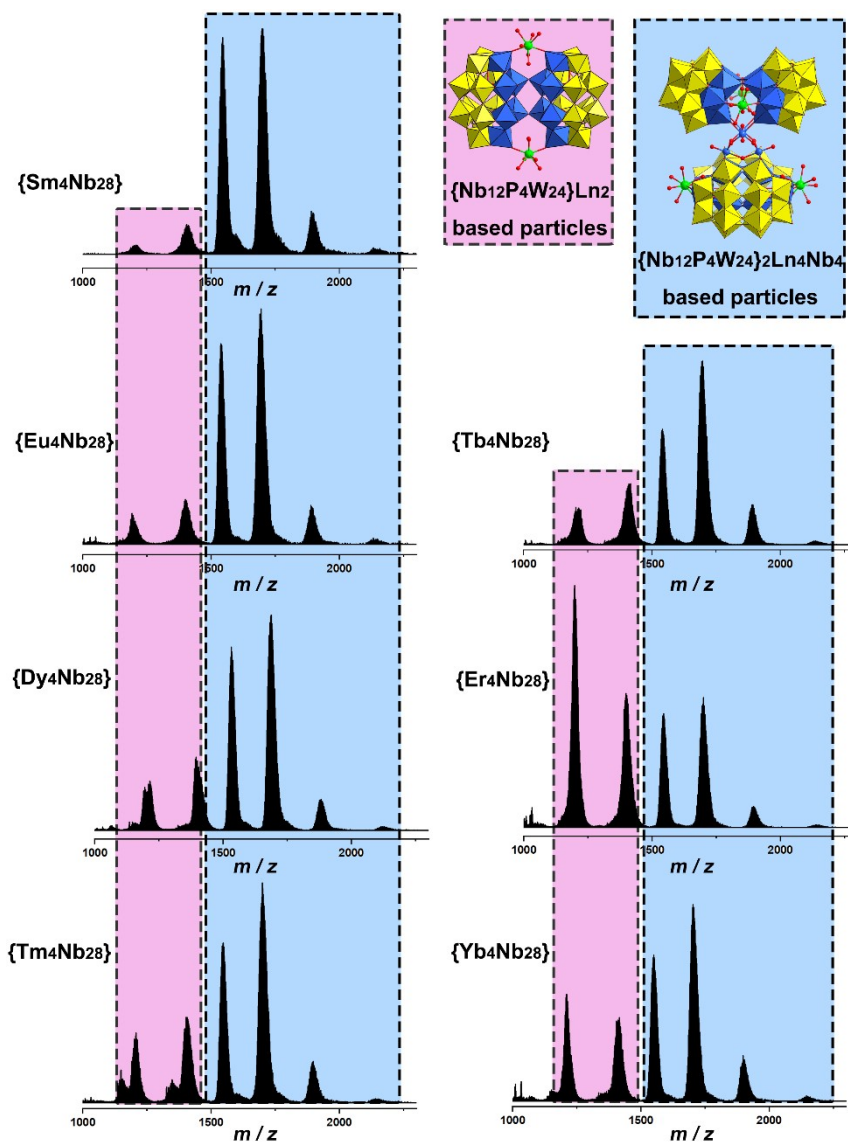 {Nb12P4W24}Ln2
based particles
{Nb12P4W24}2Ln4Nb4
based particles
{Sm4Nb28}
1000 1500 2000
m / z
{Eu4Nb28}
1000 1500 2000
m / z
{Tb4Nb28}
1000 1500 2000
m / z
{Dy4Nb28}
1000 1500 2000
m / z
{Er4Nb28}
1000 1500 2000
m / z
{Tm4Nb28}
1000 1500 2000
m / z
{Yb4Nb28}
1000 1500 2000
m / z